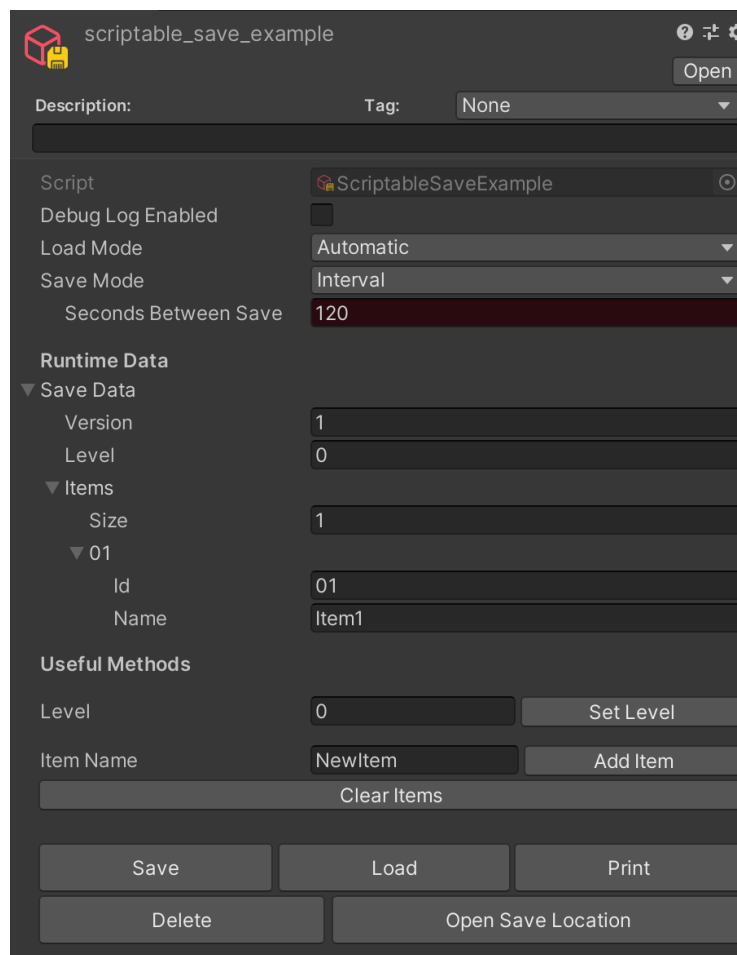 scriptable_save_example
Open
Description: Tag: None
Script ScriptableSaveExample
Debug Log Enabled
Load Mode Automatic
Save Mode Interval
Seconds Between Save 120
Runtime Data
Save Data
Version 1
Level 0
Items
Size 1
01
Id 01
Name Item1
Useful Methods
Level 0 Set Level
Item Name NewItem Add Item
Clear Items
Save Load Print
Delete Open Save Location